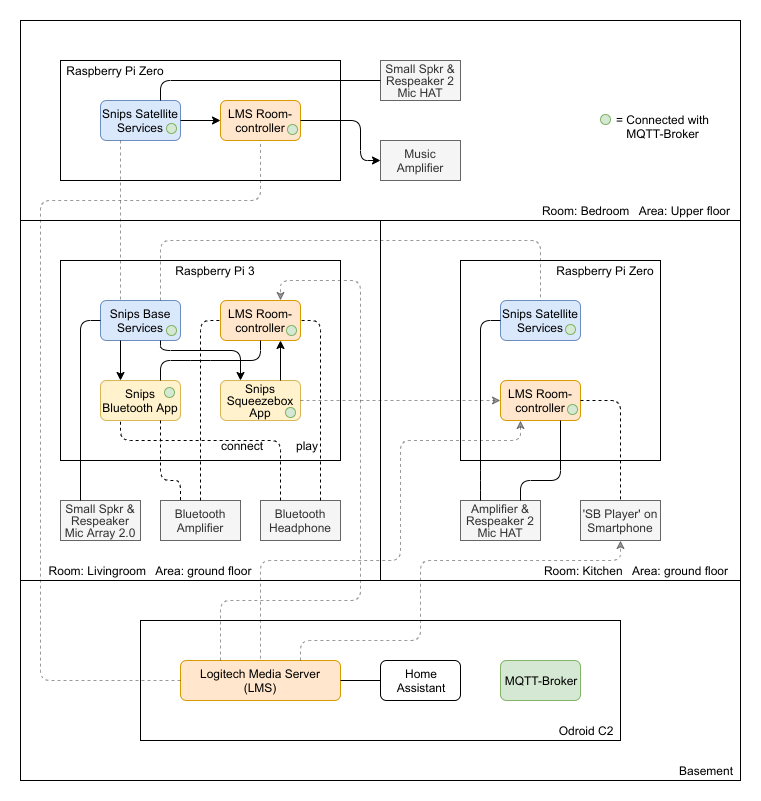 Raspberry Pi Zero
Small Spkr &
Respeaker 2
Mic HAT
Snips Satellite
Services
LMS Room-
controller
= Connected with
MQTT-Broker
Music
Amplifier
Room: Bedroom   Area: Upper floor
Raspberry Pi 3
Snips Base
Services
LMS Room-
controller
Snips
Bluetooth App
Snips
Squeezebox
App
connect
play
Small Spkr &
Respeaker
Mic Array 2.0
Bluetooth
Amplifier
Bluetooth
Headphone
Room: Livingroom   Area: ground floor
Raspberry Pi Zero
Snips Satellite
Services
LMS Room-
controller
Amplifier &
Respeaker 2
Mic HAT
'SB Player' on
Smartphone
Room: Kitchen   Area: ground floor
Logitech Media Server
(LMS)
Home
Assistant
MQTT-Broker
Odroid C2
Basement